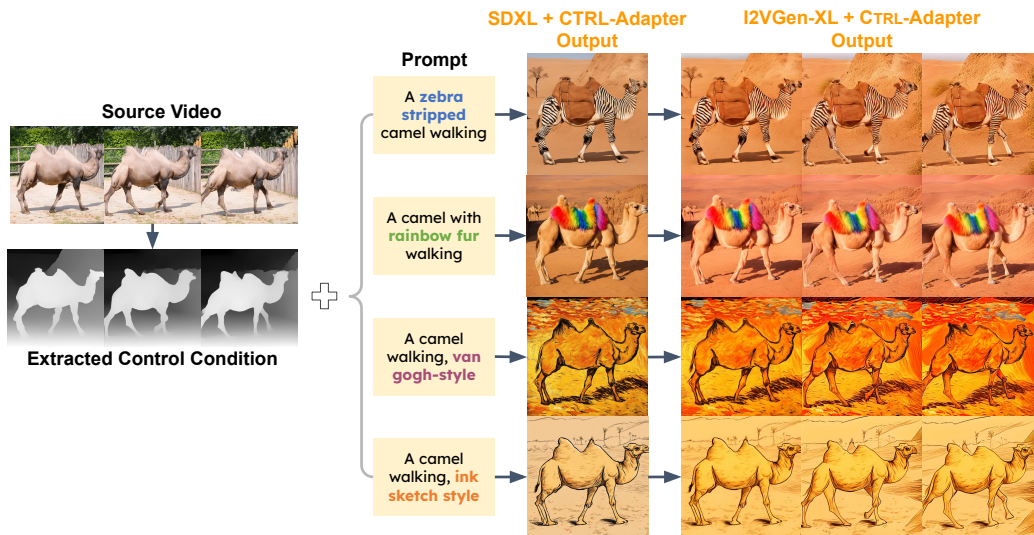 SDXL + CTRL-Adapter
Output
I2VGen-XL + CTRL-Adapter
Output
Prompt
Source Video
Extracted Control Condition
A zebra
stripped
camel walking
A camel with
rainbow fur
walking
A camel
walking, van
gogh-style
A camel
walking, ink
sketch style